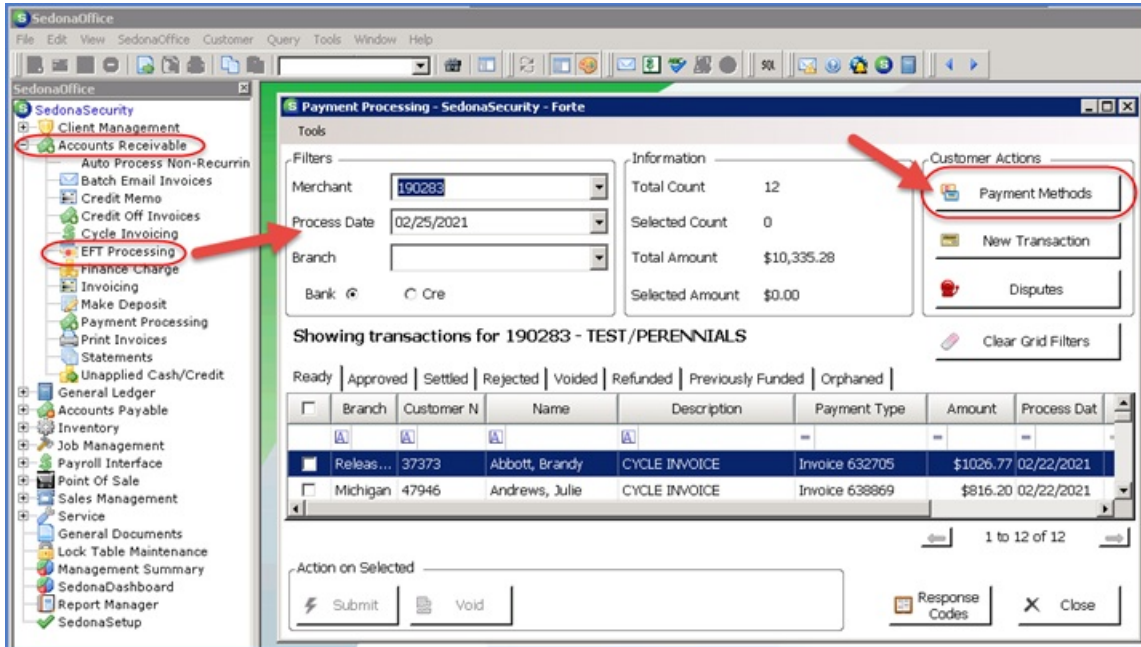 SedonaOffice
File Edit View SedonaOffice Customer Query Tools Window Help
SQL
SedonaOffice
SedonaSecurity
Client Management
Accounts Receivable
Auto Process Non-Recurrin
Batch Email Invoices
Credit Memo
Credit Off Invoices
Cycle Invoicing
EFT Processing
Finance Charge
Invoicing
Make Deposit
Payment Processing
Print Invoices
Statements
Unapplied Cash/Credit
General Ledger
Accounts Payable
Inventory
Job Management
Payroll Interface
Point Of Sale
Sales Management
Service
General Documents
Lock Table Maintenance
Management Summary
SedonaDashboard
Report Manager
SedonaSetup
Payment Processing - SedonaSecurity - Forte
Tools
Filters
Merchant 190283
Process Date 02/25/2021
Branch
Bank Cre
Information
Total Count 12
Selected Count 0
Total Amount $10,335.28
Selected Amount $0.00
Customer Actions
Payment Methods
New Transaction
Disputes
Showing transactions for 190283 - TEST/PERENNIALS
Clear Grid Filters
Ready Approved Settled Rejected Voided Refunded Previously Funded Orphaned
Branch Customer N Name Description Payment Type Amount Process Dat
A A A A = = =
Releas... 37373 Abbott, Brandy CYCLE INVOICE Invoice 632705 $1026.77 02/22/2021
Michigan 47946 Andrews, Julie CYCLE INVOICE Invoice 638869 $816.20 02/22/2021
1 to 12 of 12
Action on Selected
Submit Void
Response Codes
Close